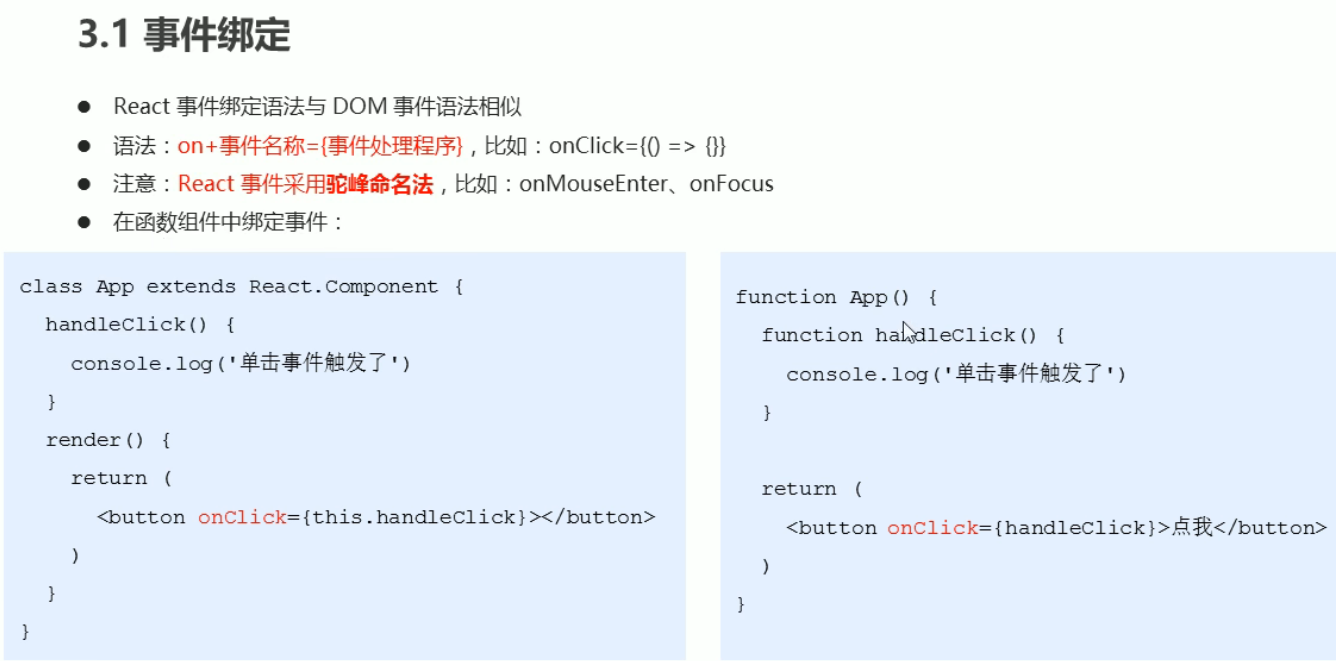 3.1 事件绑定
● React 事件绑定语法与 DOM 事件语法相似
● 语法：on+事件名称={事件处理程序}，比如：onClick={() => {}}
● 注意：React 事件采用驼峰命名法，比如：onMouseEnter、onFocus
● 在函数组件中绑定事件：
class App extends React.Component {
handleClick() {
console.log('单击事件触发了')
}
render() {
return (
<button onClick={this.handleClick}></button>
)
}
}
function App() {
function handleClick() {
console.log('单击事件触发了')
}
return (
<button onClick={handleClick}>点我</button>
)
}